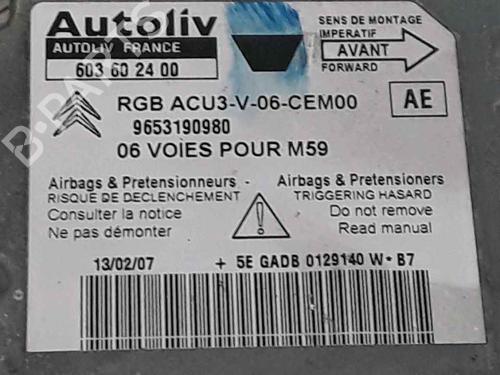 Autoliv
AUTOLIV FRANCE
603 60 24 00
SENS DE MONTAGE
IMPERATIF
AVANT
FORWARD
RGB ACU3-V-06-CEM00
AE
9653190980
06 VOIES POUR M59
Airbags & Pretensionneurs
RISQUE DE DECLENCHEMENT
Consulter la notice
Ne pas démonter
Airbags & Pretensioners
TRIGGERING HASARD
Do not remove
Read manual
13/02/07 + 5E GADB 0129140 W*B7
B-PARTS